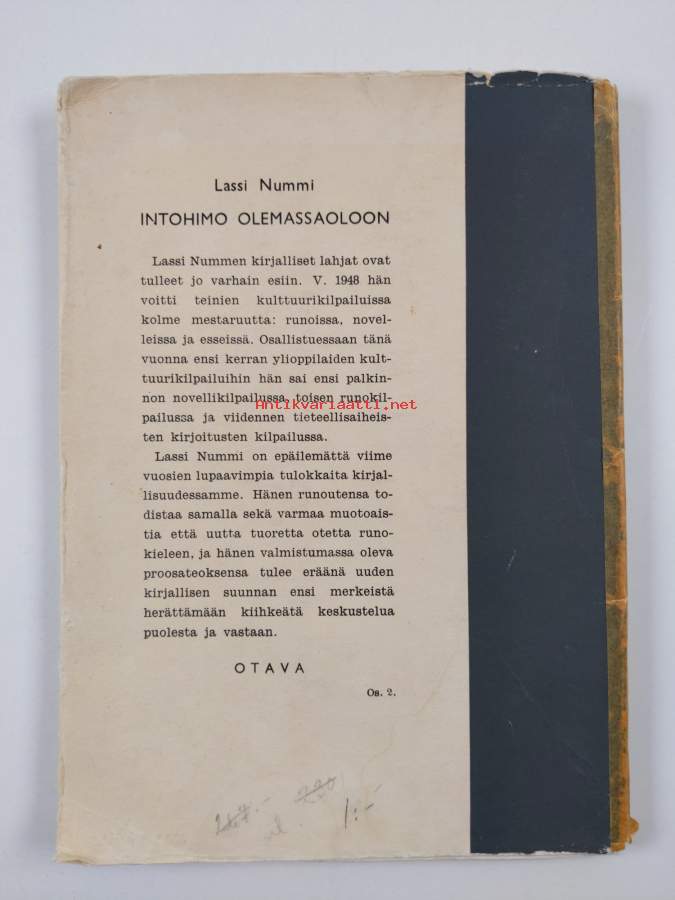 Lassi Nummi
INTOHIMO OLEMASSAOLOON
Lassi Nummen kirjalliset lahjat ovat
tulleet jo varhain esiin. V. 1948 hän
voitti teinien kulttuurikilpailuissa
kolme mestaruutta: runoissa, novel-
leissa ja esseissä. Osallistuessaan tänä
vuonna ensi kerran ylioppilaiden kult-
tuurikilpailuihin hän sai ensi palkin-
non novellikilpailussa, toisen runokil-
Antikvariaatti.net
pailussa ja viidennen tieteellisaiheis-
ten kirjoitusten kilpailussa.
Lassi Nummi on epäilemättä viime
vuosien lupaavimpia tulokkaita kirjal-
lisuudessamme. Hänen runoutensa to-
distaa samalla sekä varmaa muotoais-
tia että uutta tuoretta otetta runo-
kieleen, ja hänen valmistumassa oleva
proosateoksensa tulee eräänä uuden
kirjallisen suunnan ensi merkeistä
herättämään kiihkeätä keskustelua
puolesta ja vastaan.
OTAVA
Os. 2.